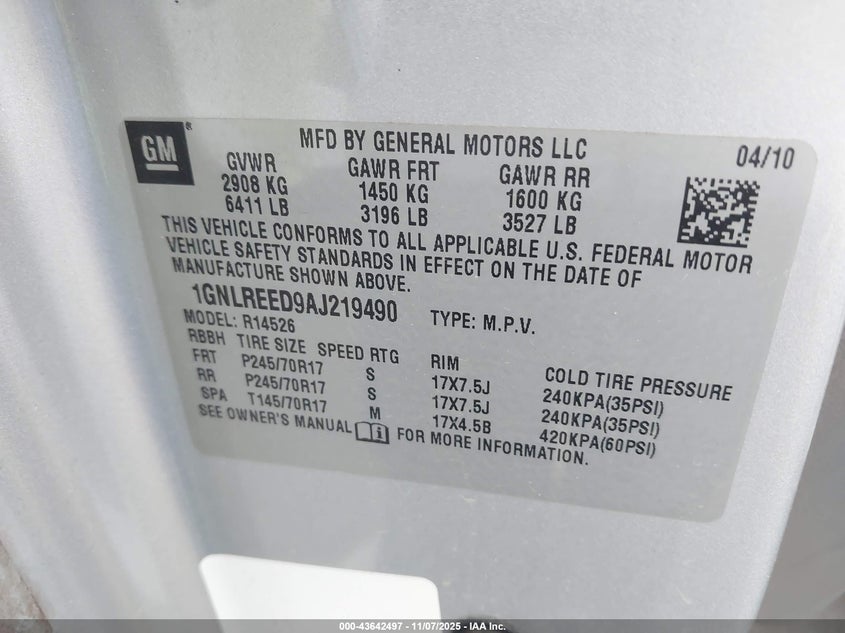 GM®
MFD BY GENERAL MOTORS LLC
04/10
GVWR GAWR FRT GAWR RR
2908 KG 1450 KG 1600 KG
6411 LB 3196 LB 3527 LB
THIS VEHICLE CONFORMS TO ALL APPLICABLE U.S. FEDERAL MOTOR
VEHICLE SAFETY STANDARDS IN EFFECT ON THE DATE OF
MANUFACTURE SHOWN ABOVE.
1GNLREED9AJ219490 TYPE: M.P.V.
MODEL: R14526
RBBH TIRE SIZE SPEED RTG RIM COLD TIRE PRESSURE
FRT P245/70R17 S 17X7.5J 240KPA(35PSI)
RR P245/70R17 S 17X7.5J 240KPA(35PSI)
SPA T145/70R17 M 17X4.5B 420KPA(60PSI)
SEE OWNER'S MANUAL FOR MORE INFORMATION.
000-43642497 - 11/07/2025 - IAA Inc.